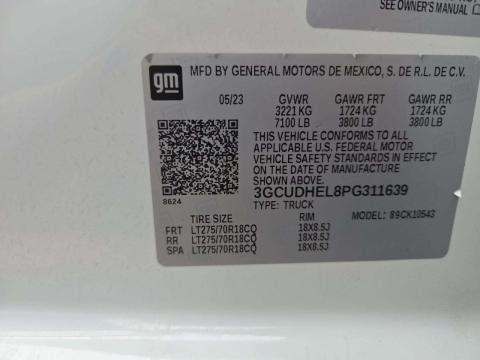 SEE OWNER'S MANUAL
gm
MFD BY GENERAL MOTORS DE MEXICO, S. DE R.L. DE C.V.
05/23 GVWR GAWR FRT GAWR RR
3221 KG 1724 KG 1724 KG
7100 LB 3800 LB 3800 LB
THIS VEHICLE CONFORMS TO ALL
APPLICABLE U.S. FEDERAL MOTOR
VEHICLE SAFETY STANDARDS IN EFFECT
ON THE DATE OF MANUFACTURE
SHOWN ABOVE.
3GCUDHEL8PG311639
8624
TYPE: TRUCK MODEL: 89CK10543
TIRE SIZE RIM
FRT LT275/70R18CQ 18X8.5J
RR LT275/70R18CQ 18X8.5J
SPA LT275/70R18CQ 18X8.5J